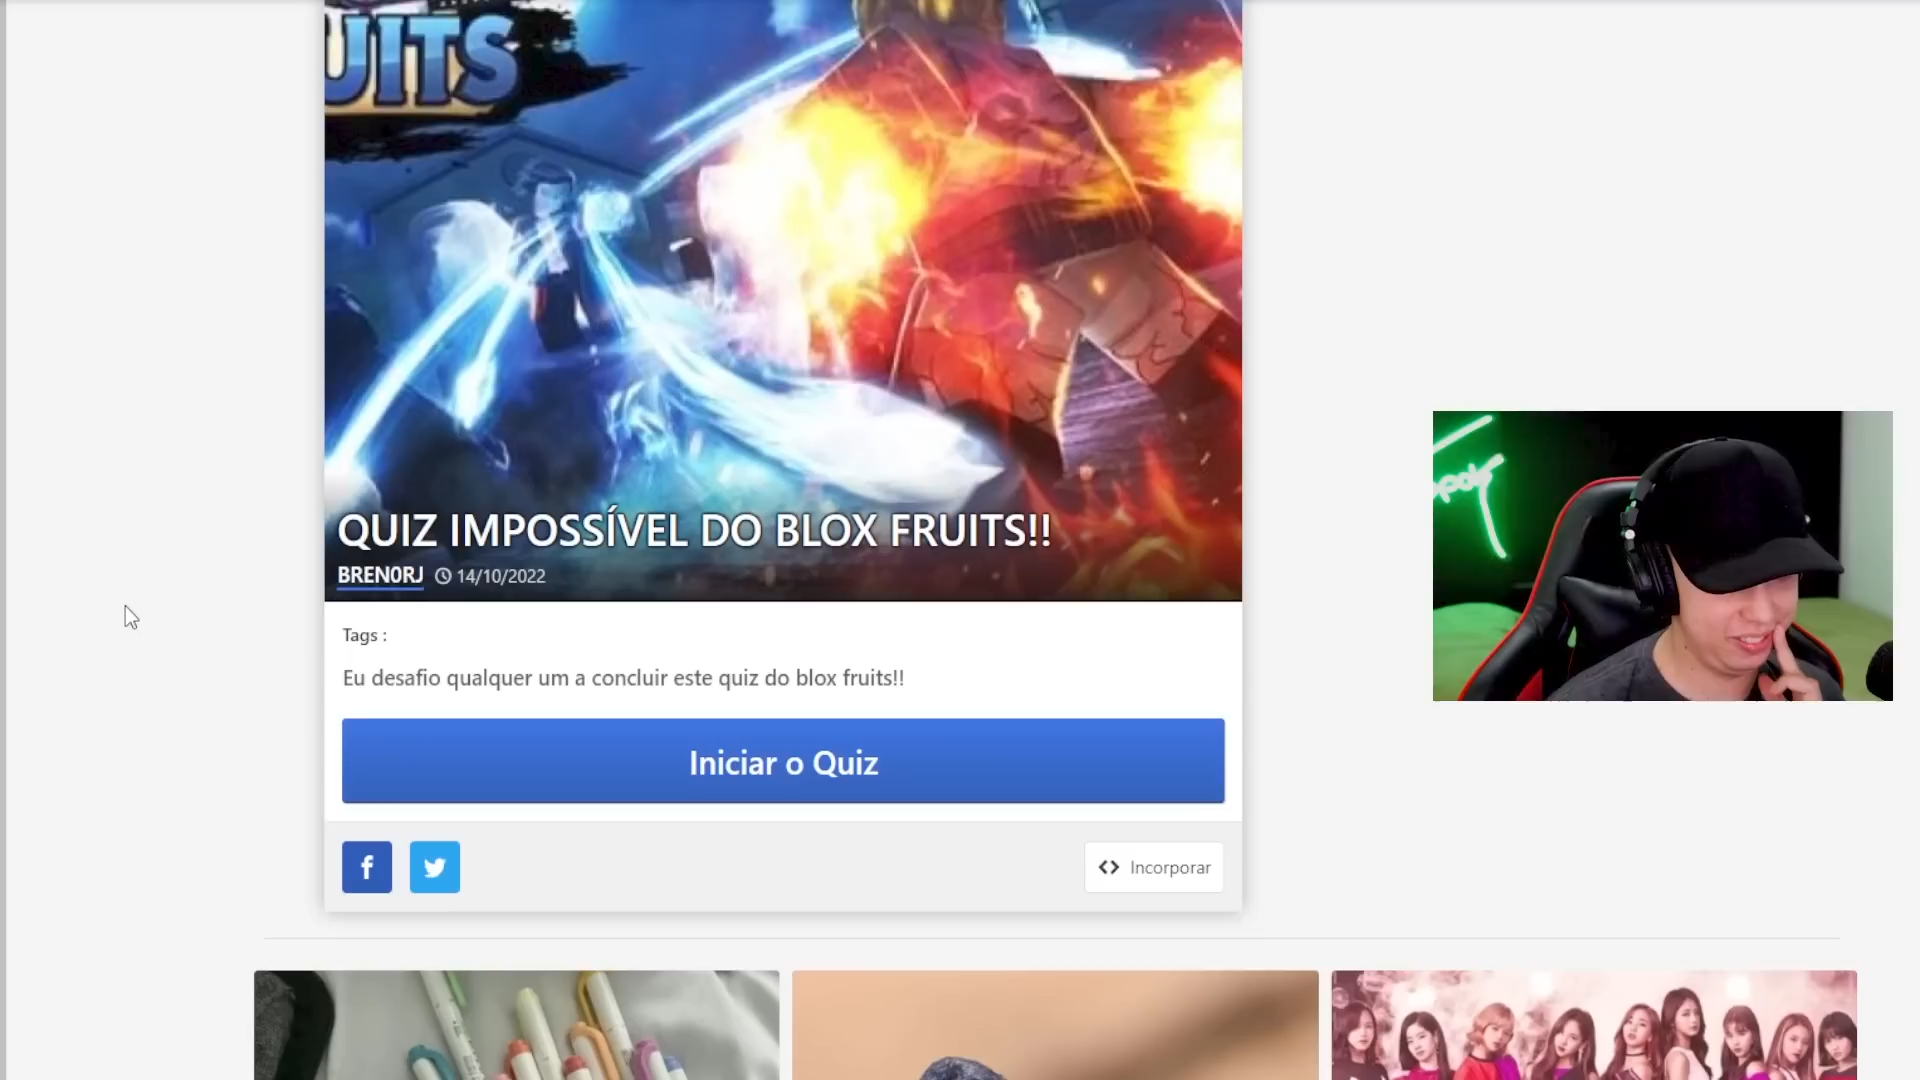 UITS
QUIZ IMPOSSÍVEL DO BLOX FRUITS!!
BREN0RJ 14/10/2022
Tags :
Eu desafio qualquer um a concluir este quiz do blox fruits!!
Iniciar o Quiz
f
<> Incorporar